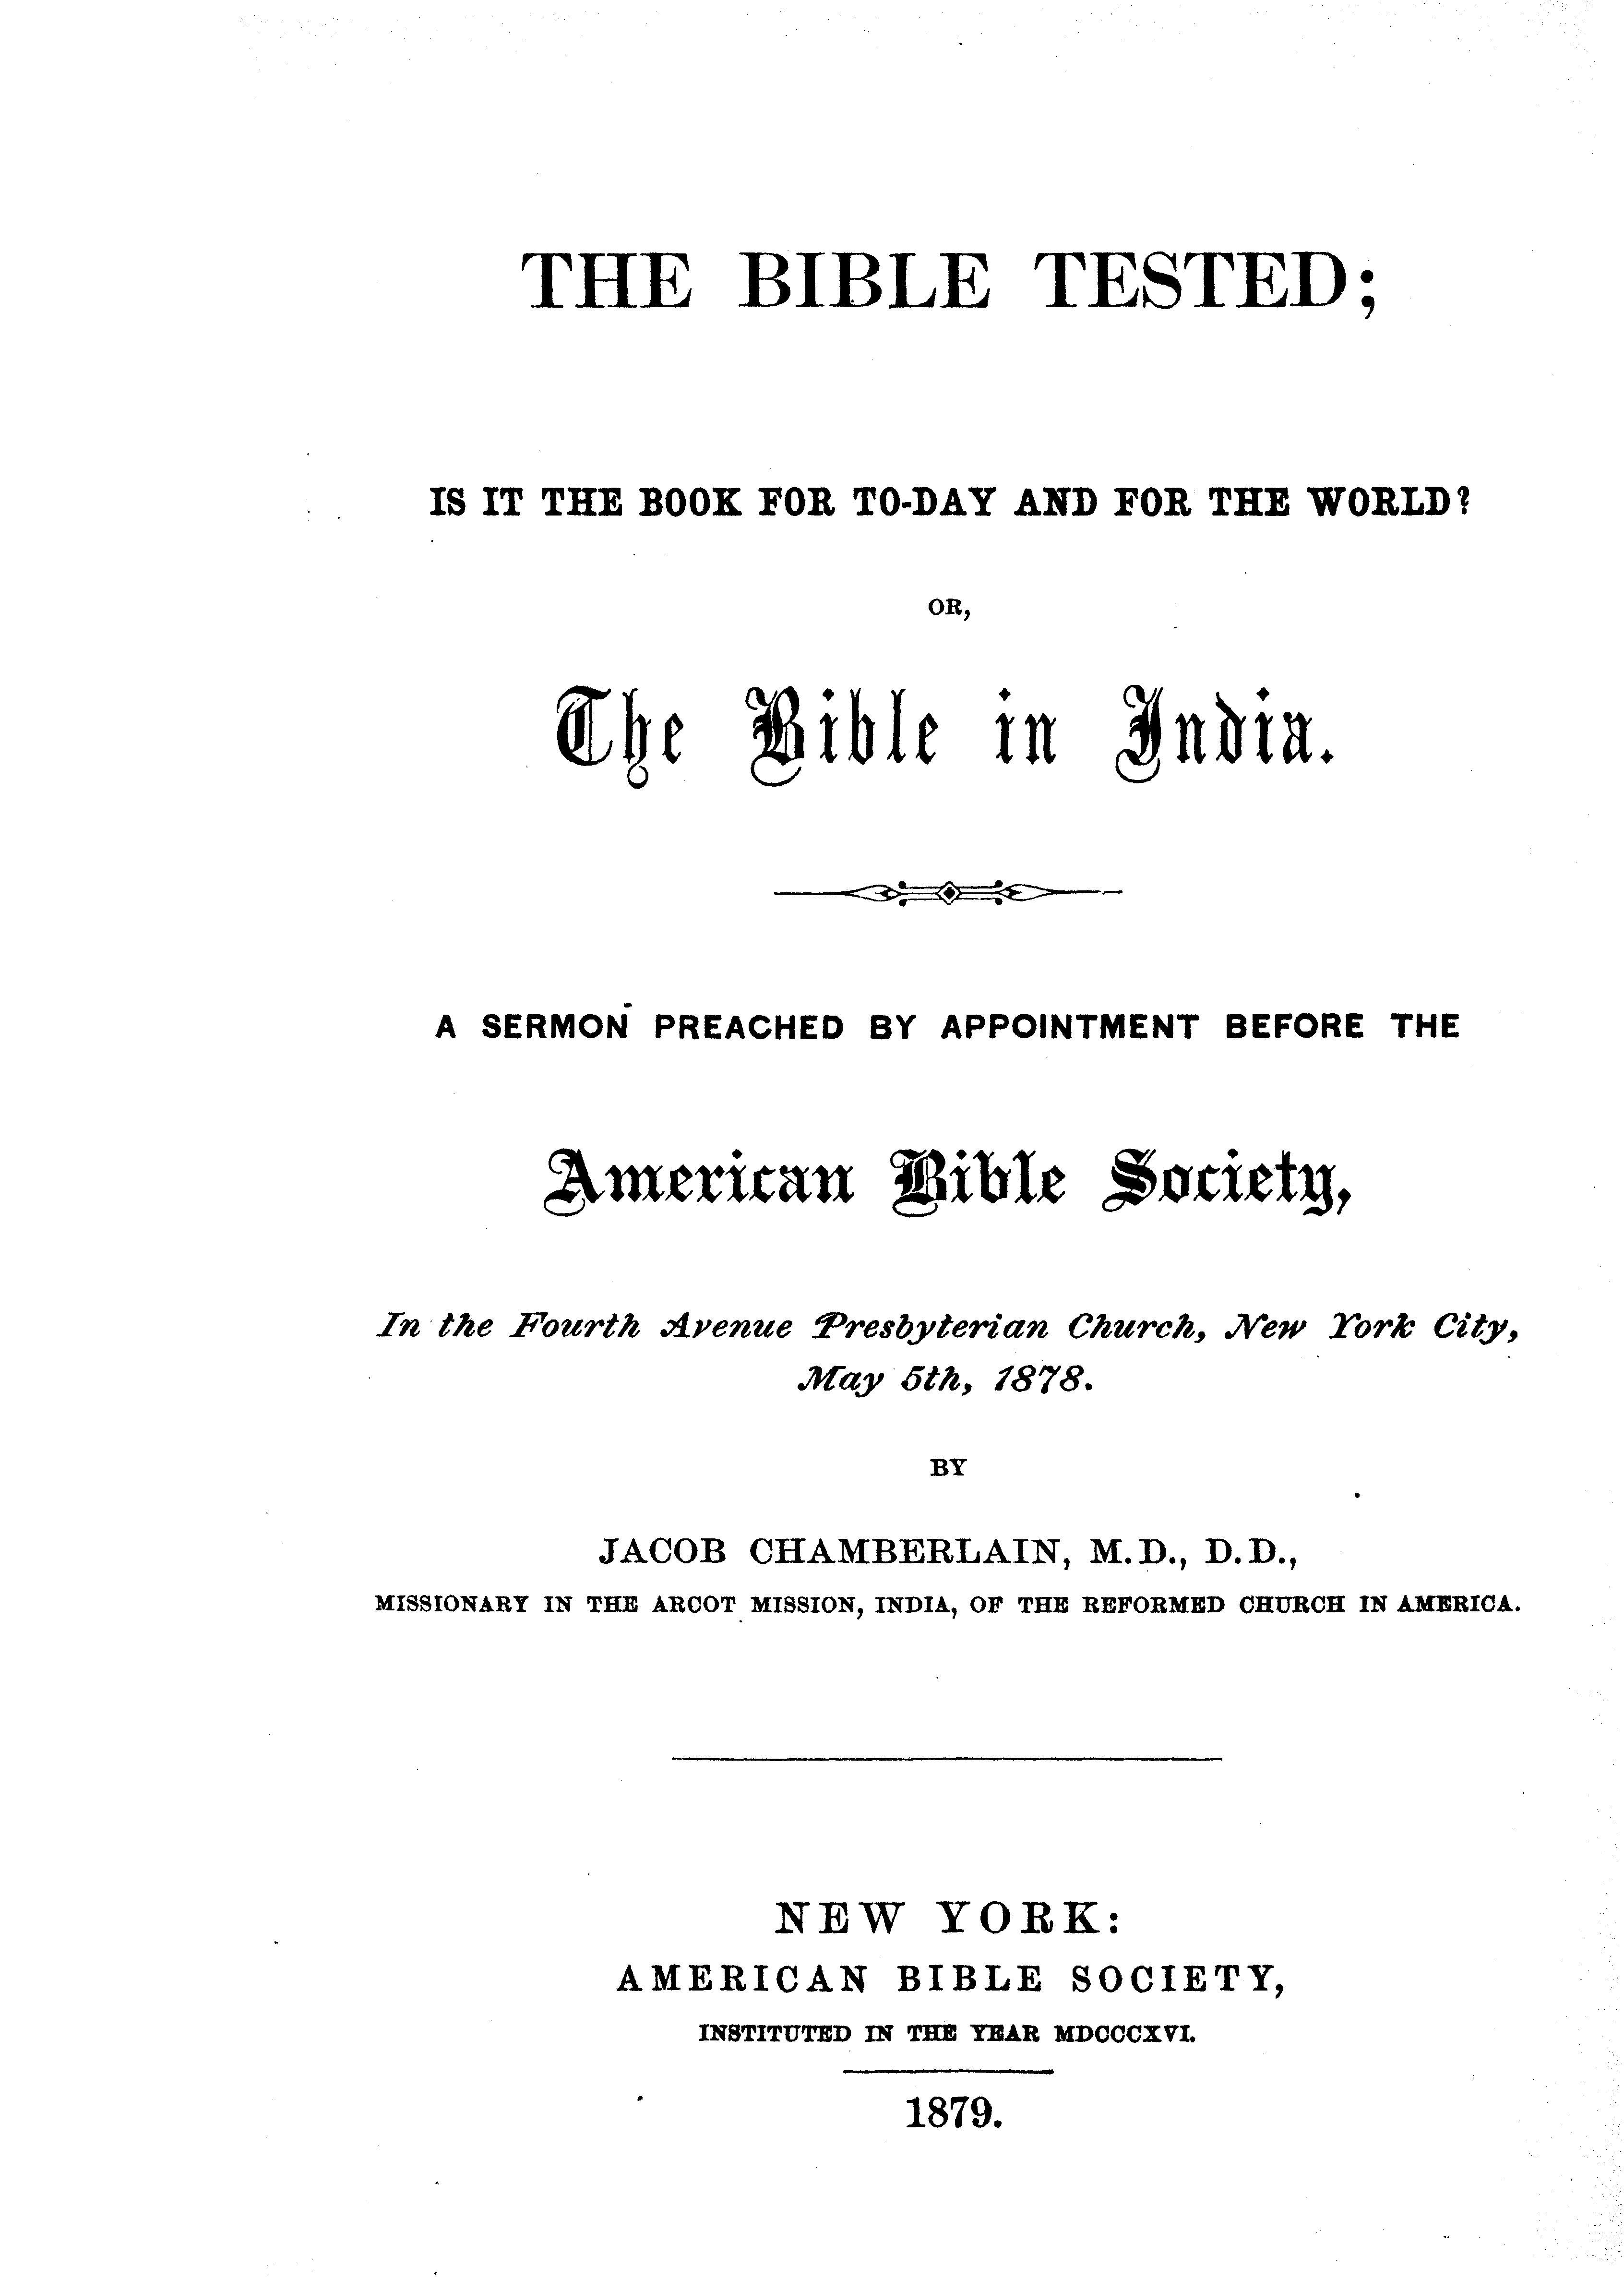 THE BIBLE TESTED;
IS IT THE BOOK FOR TO-DAY AND FOR THE WORLD?
OR,
The Bible in India.
A SERMON PREACHED BY APPOINTMENT BEFORE THE
American Bible Society,
In the Fourth Avenue Presbyterian Church, New York City,
May 5th, 1878.
BY
JACOB CHAMBERLAIN, M.D., D.D.,
MISSIONARY IN THE ARCOT MISSION, INDIA, OF THE REFORMED CHURCH IN AMERICA.
NEW YORK:
AMERICAN BIBLE SOCIETY,
INSTITUTED IN THE YEAR MDCCCXVI.
1879.